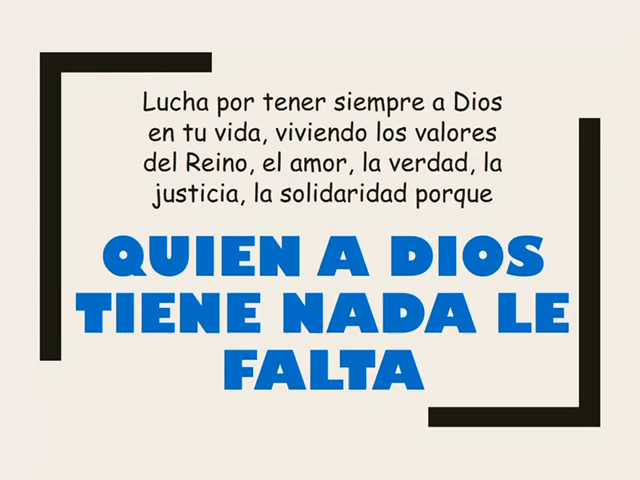 Lucha por tener siempre a Dios
en tu vida, viviendo los valores
del Reino, el amor, la verdad, la
justicia, la solidaridad porque
QUIEN A DIOS
TIENE NADA LE
FALTA